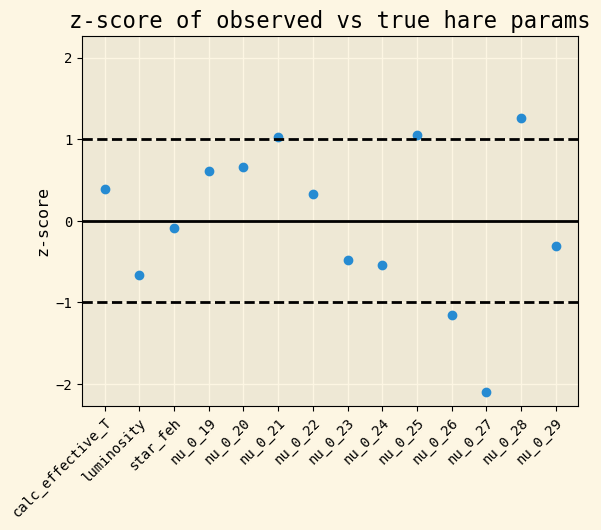 z-score of observed vs true hare params
z-score
2
1
0
−1
−2
calc_effective_T
luminosity
star_feh
nu_0_19
nu_0_20
nu_0_21
nu_0_22
nu_0_23
nu_0_24
nu_0_25
nu_0_26
nu_0_27
nu_0_28
nu_0_29